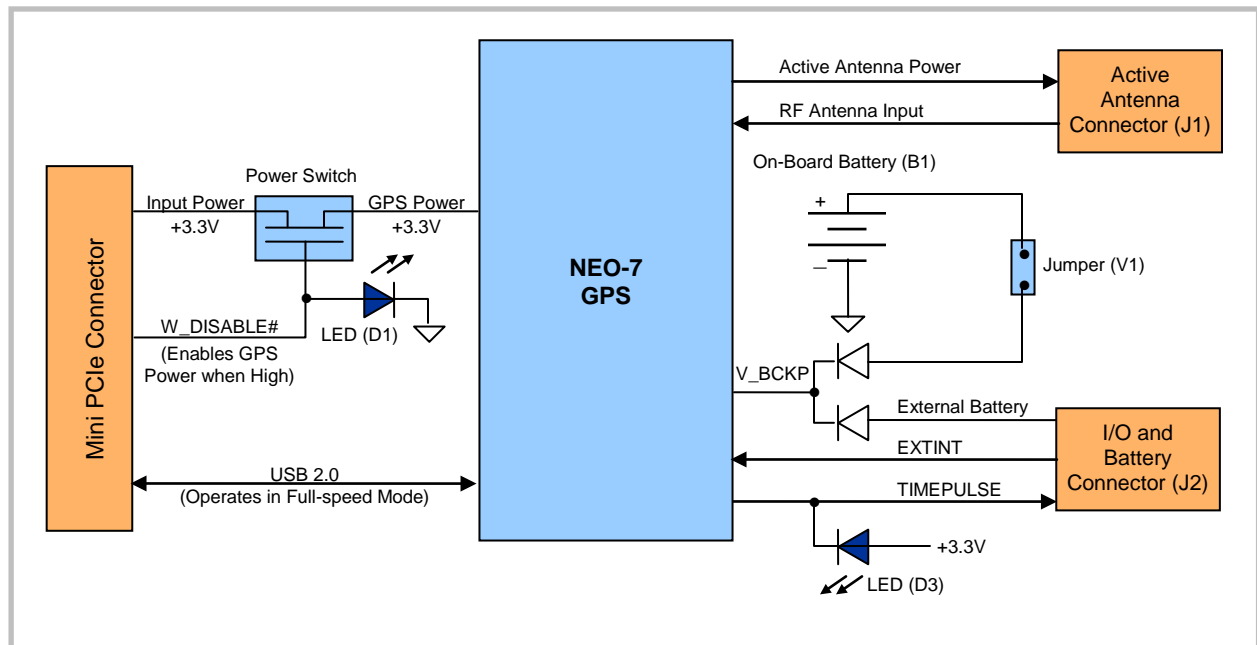 Active Antenna Power
RF Antenna Input
Active
Antenna
Connector (J1)
On-Board Battery (B1)
+
_
Jumper (V1)
Power Switch
Input Power
+3.3V
GPS Power
+3.3V
NEO-7
GPS
Mini PCIe Connector
W_DISABLE#
(Enables GPS
Power when High)
LED (D1)
V_BCKP
External Battery
EXTINT
TIMEPULSE
I/O and
Battery
Connector (J2)
USB 2.0
(Operates in Full-speed Mode)
+3.3V
LED (D3)